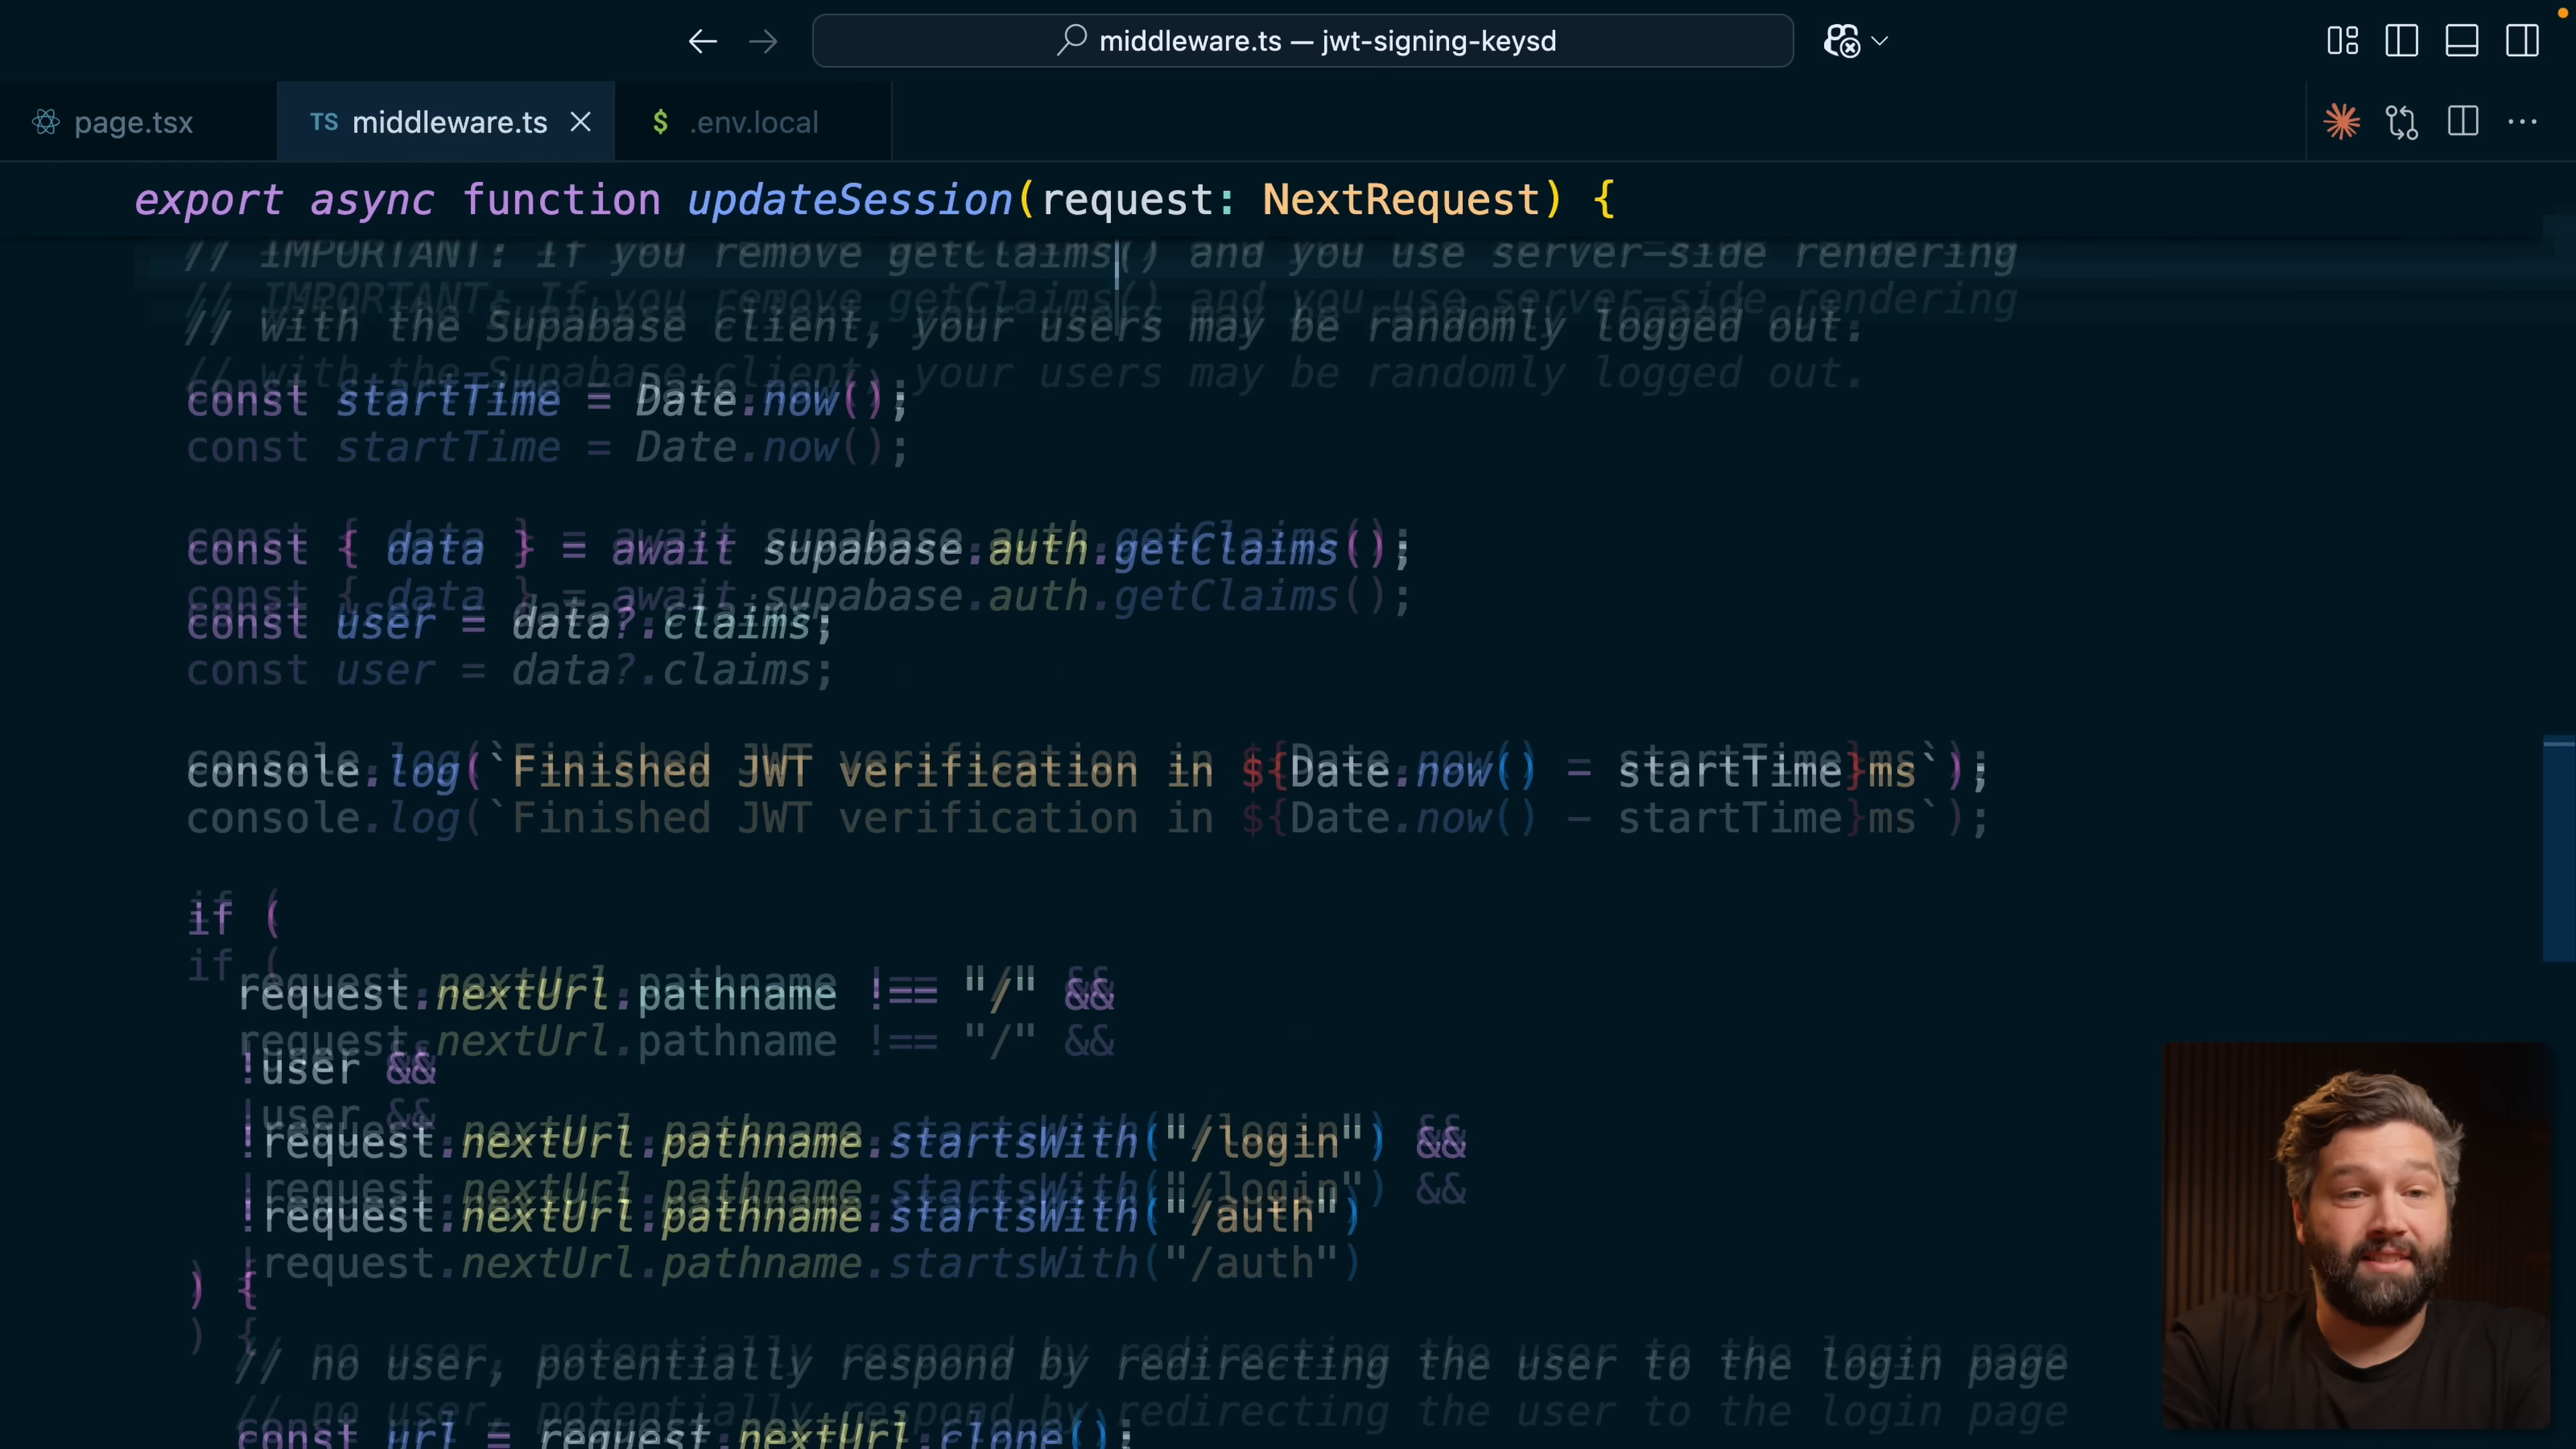 middleware.ts — jwt-signing-keysd
page.tsx
TS middleware.ts
$ .env.local
export async function updateSession(request: NextRequest) {
// IMPORTANT: If you remove getClaims() and you use server-side rendering
// with the Supabase client, your users may be randomly logged out.
const startTime = Date.now();
const { data } = await supabase.auth.getClaims();
const user = data?.claims;
console.log(`Finished JWT verification in ${Date.now() - startTime}ms`);
if (
request.nextUrl.pathname !== "/" &&
!user &&
!request.nextUrl.pathname.startsWith("/login") &&
!request.nextUrl.pathname.startsWith("/auth")
) {
// no user, potentially respond by redirecting the user to the login page
const url = request.nextUrl.clone();